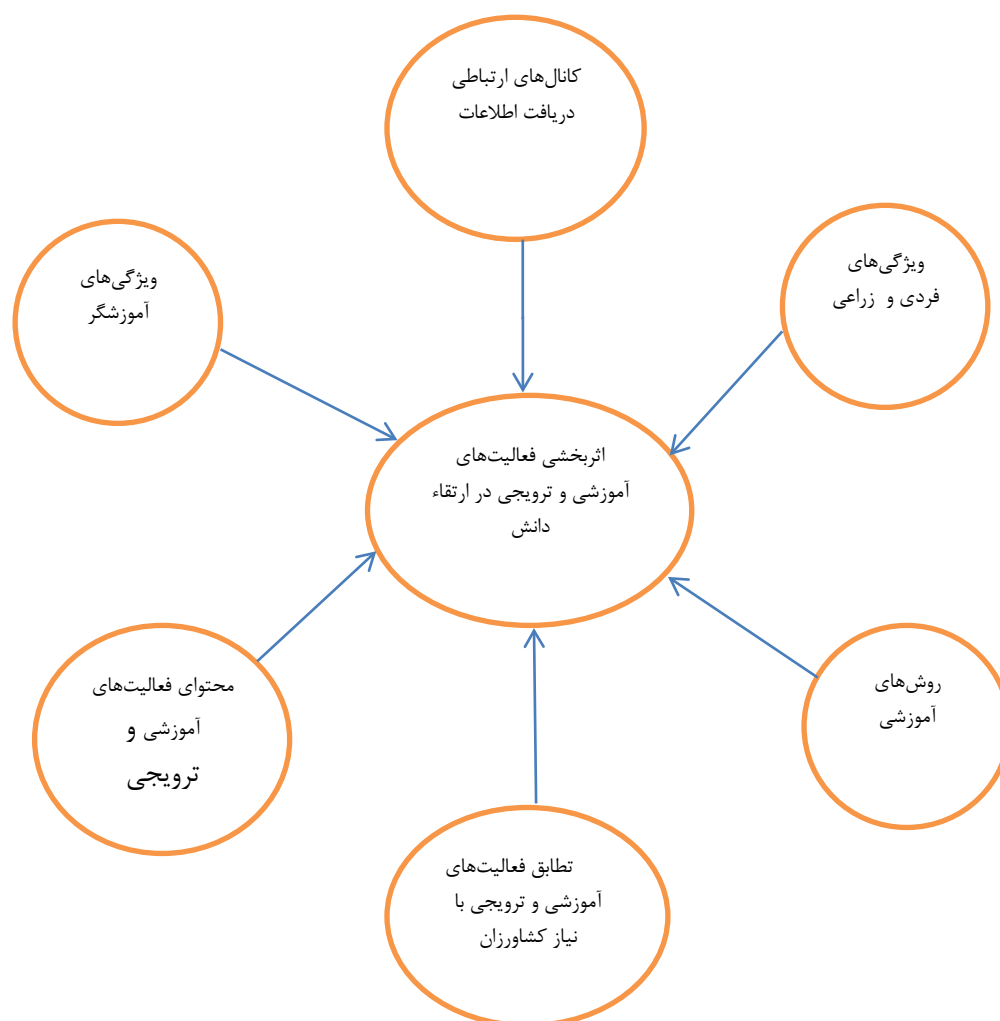 کانال‌های ارتباطی
دریافت اطلاعات
ویژگی‌های
فردی و زراعی
ویژگی‌های
آموزشگر
اثربخشی فعالیت‌های
آموزشی و ترویجی در ارتقاء
دانش
روش‌های
آموزشی
محتوای فعالیت‌های
آموزشی و
ترویجی
تطابق فعالیت‌های
آموزشی و ترویجی با
نیاز کشاورزان